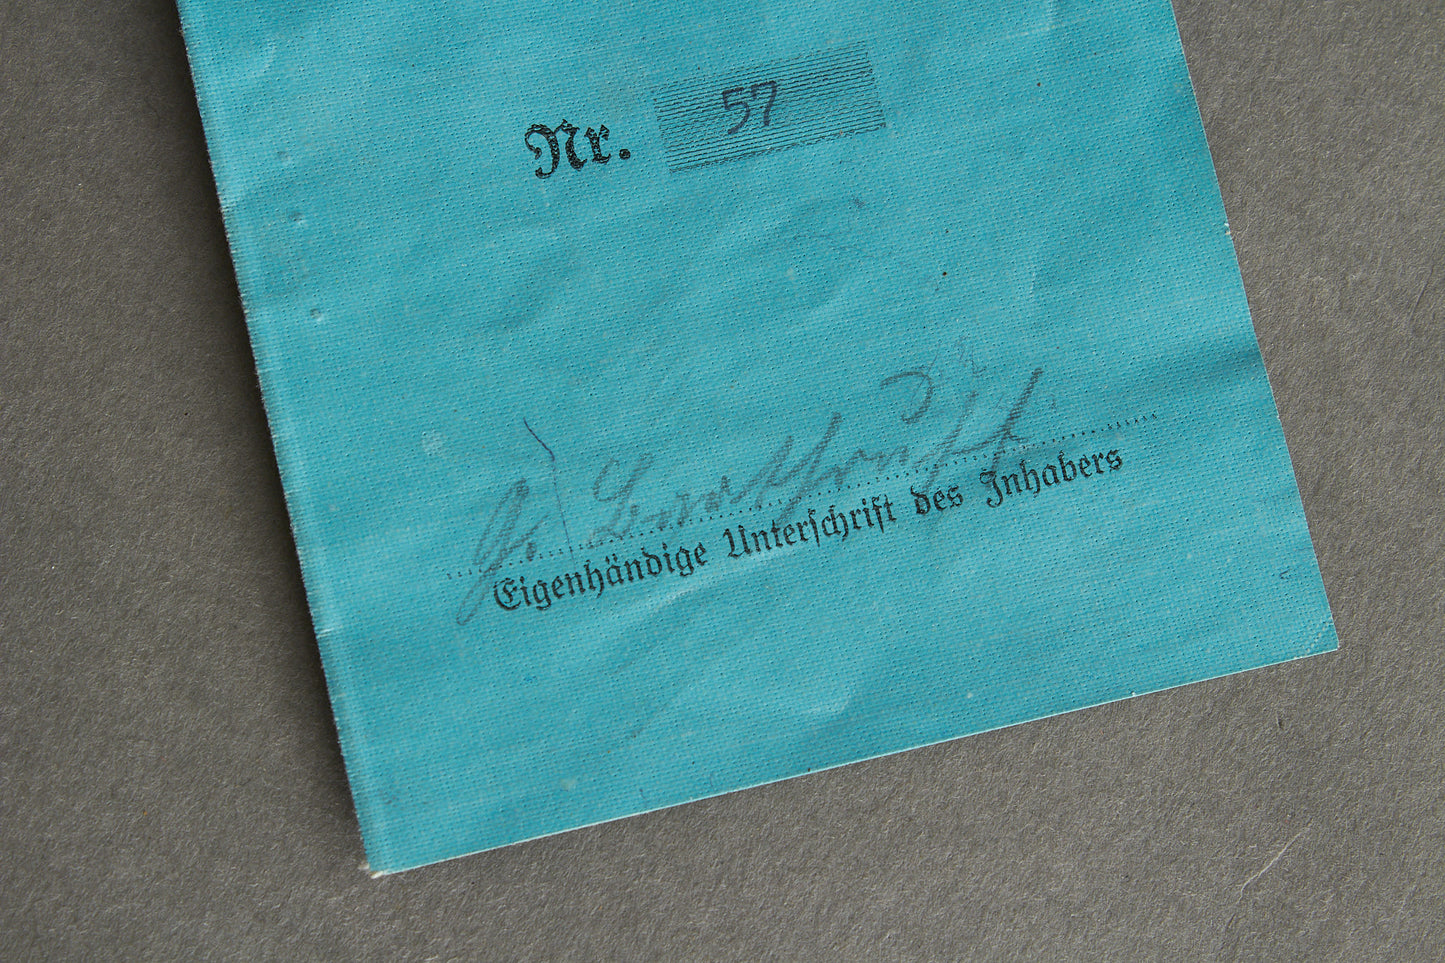 Nr. 57
Eigenhändige Unterschrift des Inhabers